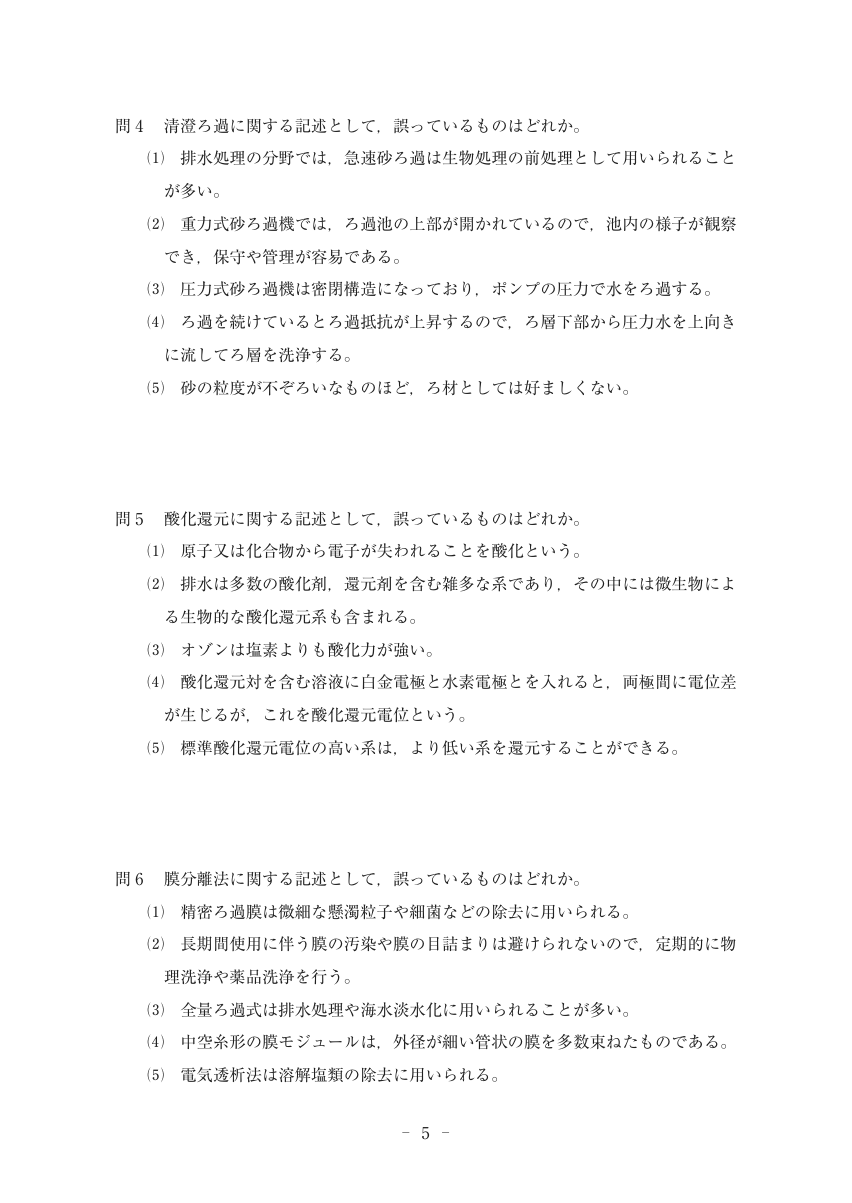 問4　清澄ろ過に関する記述として，誤っているものはどれか。
⑴　排水処理の分野では，急速砂ろ過は生物処理の前処理として用いられること
が多い。
⑵　重力式砂ろ過機では，ろ過池の上部が開かれているので，池内の様子が観察
でき，保守や管理が容易である。
⑶　圧力式砂ろ過機は密閉構造になっており，ポンプの圧力で水をろ過する。
⑷　ろ過を続けているとろ過抵抗が上昇するので，ろ層下部から圧力水を上向き
に流してろ層を洗浄する。
⑸　砂の粒度が不ぞろいなものほど，ろ材としては好ましくない。
問5　酸化還元に関する記述として，誤っているものはどれか。
⑴　原子又は化合物から電子が失われることを酸化という。
⑵　排水は多数の酸化剤，還元剤を含む雑多な系であり，その中には微生物によ
る生物的な酸化還元系も含まれる。
⑶　オゾンは塩素よりも酸化力が強い。
⑷　酸化還元対を含む溶液に白金電極と水素電極とを入れると，両極間に電位差
が生じるが，これを酸化還元電位という。
⑸　標準酸化還元電位の高い系は，より低い系を還元することができる。
問6　膜分離法に関する記述として，誤っているものはどれか。
⑴　精密ろ過膜は微細な懸濁粒子や細菌などの除去に用いられる。
⑵　長期間使用に伴う膜の汚染や膜の目詰まりは避けられないので，定期的に物
理洗浄や薬品洗浄を行う。
⑶　全量ろ過式は排水処理や海水淡水化に用いられることが多い。
⑷　中空糸形の膜モジュールは，外径が細い管状の膜を多数束ねたものである。
⑸　電気透析法は溶解塩類の除去に用いられる。
－ 5 －